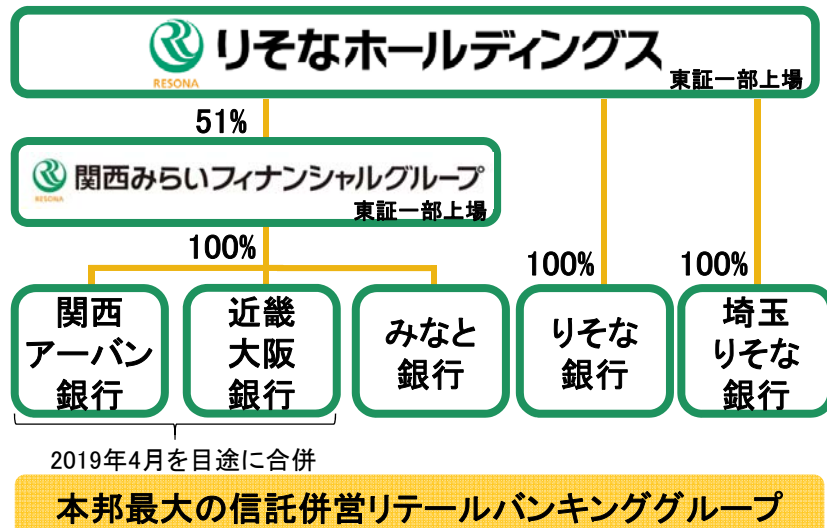 りそなホールディングス
RESONA
東証一部上場
51%
関西みらいフィナンシャルグループ
RESONA
東証一部上場
100%
100%
100%
関西
アーバン
銀行
近畿
大阪
銀行
みなと
銀行
りそな
銀行
埼玉
りそな
銀行
2019年4月を目途に合併
本邦最大の信託併営リテールバンキンググループ